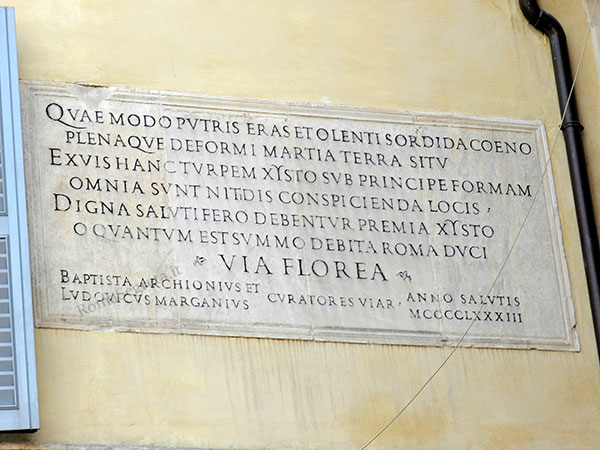 QVAE MODO PVTRIS ERAS ET OLENTI SORDIDA COENO
PLENAQVE DEFORMI MARTIA TERRA SITV
EXVIS HANC TVRPEM XYSTO SVB PRINCIPE FORMAM
OMNIA SVNT NITIDIS CONSPICIENDA LOCIS,
DIGNA SALVTIFERO DEBENTVR PREMIA XYSTO
O QVANTVM EST SVMMO DEBITA ROMA DVCI
VIA FLOREA
BAPTISTA ARCHIONIVS ET
LVDOVICVS MARGANIVS CVRATORES VIAR, ANNO SALVTIS
MCCCCLXXXIII